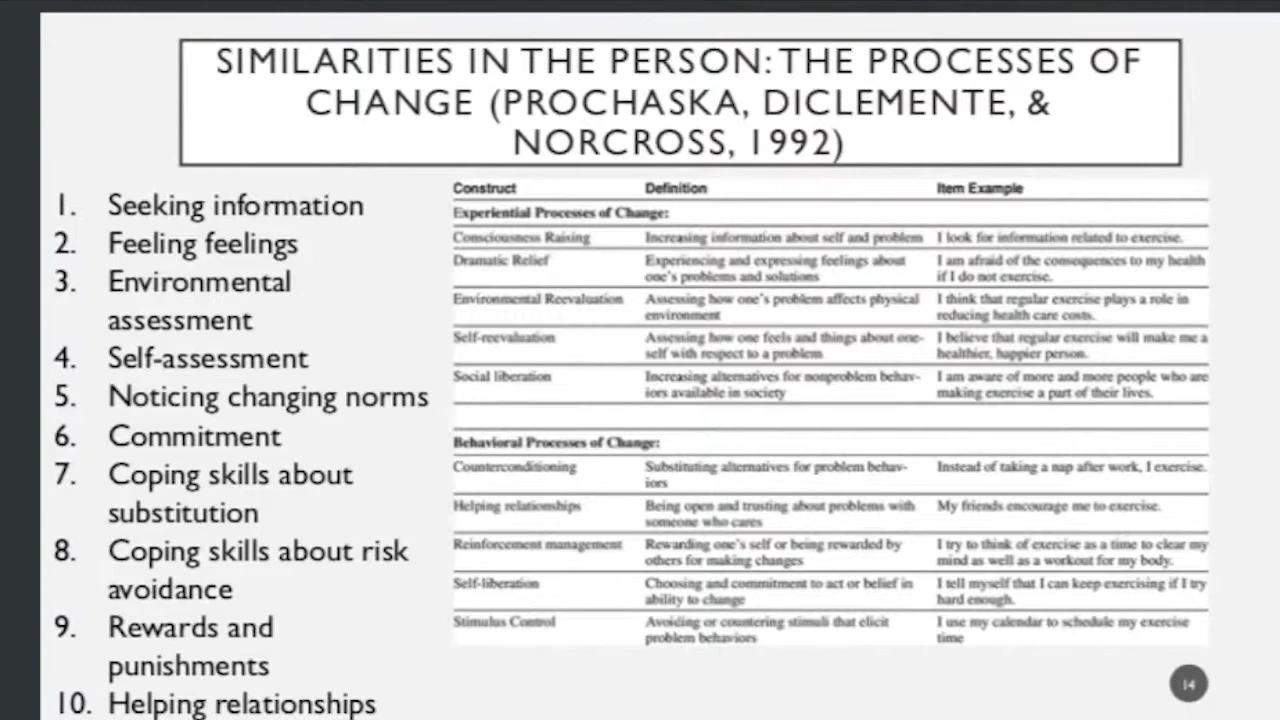 SIMILARITIES IN THE PERSON: THE PROCESSES OF
CHANGE (PROCHASKA, DICLEMENTE, &
NORCROSS, 1992)
1. Seeking information
2. Feeling feelings
3. Environmental
assessment
4. Self-assessment
5. Noticing changing norms
6. Commitment
7. Coping skills about
substitution
8. Coping skills about risk
avoidance
9. Rewards and
punishments
10. Helping relationships
Construct Definition Item Example
Experiential Processes of Change:
Consciousness Raising Increasing information about self and problem I look for information related to exercise.
Dramatic Relief Experiencing and expressing feelings about I am afraid of the consequences to my health
one's problems and solutions if I do not exercise.
Environmental Reevaluation Assessing how one's problem affects physical I think that regular exercise plays a role in
environment reducing health care costs.
Self-reevaluation Assessing how one feels and things about one- I believe that regular exercise will make me a
self with respect to a problem healthier, happier person.
Social liberation Increasing alternatives for nonproblem behav- I am aware of more and more people who are
iors available in society making exercise a part of their lives.
Behavioral Processes of Change:
Counterconditioning Substituting alternatives for problem behav- Instead of taking a nap after work, I exercise.
iors
Helping relationships Being open and trusting about problems with My friends encourage me to exercise.
someone who cares
Reinforcement management Rewarding one's self or being rewarded by I try to think of exercise as a time to clear my
others for making changes mind as well as a workout for my body.
Self-liberation Choosing and commitment to act or belief in I tell myself that I can keep exercising if I try
ability to change hard enough.
Stimulus Control Avoiding or countering stimuli that elicit I use my calendar to schedule my exercise
problem behaviors time
14